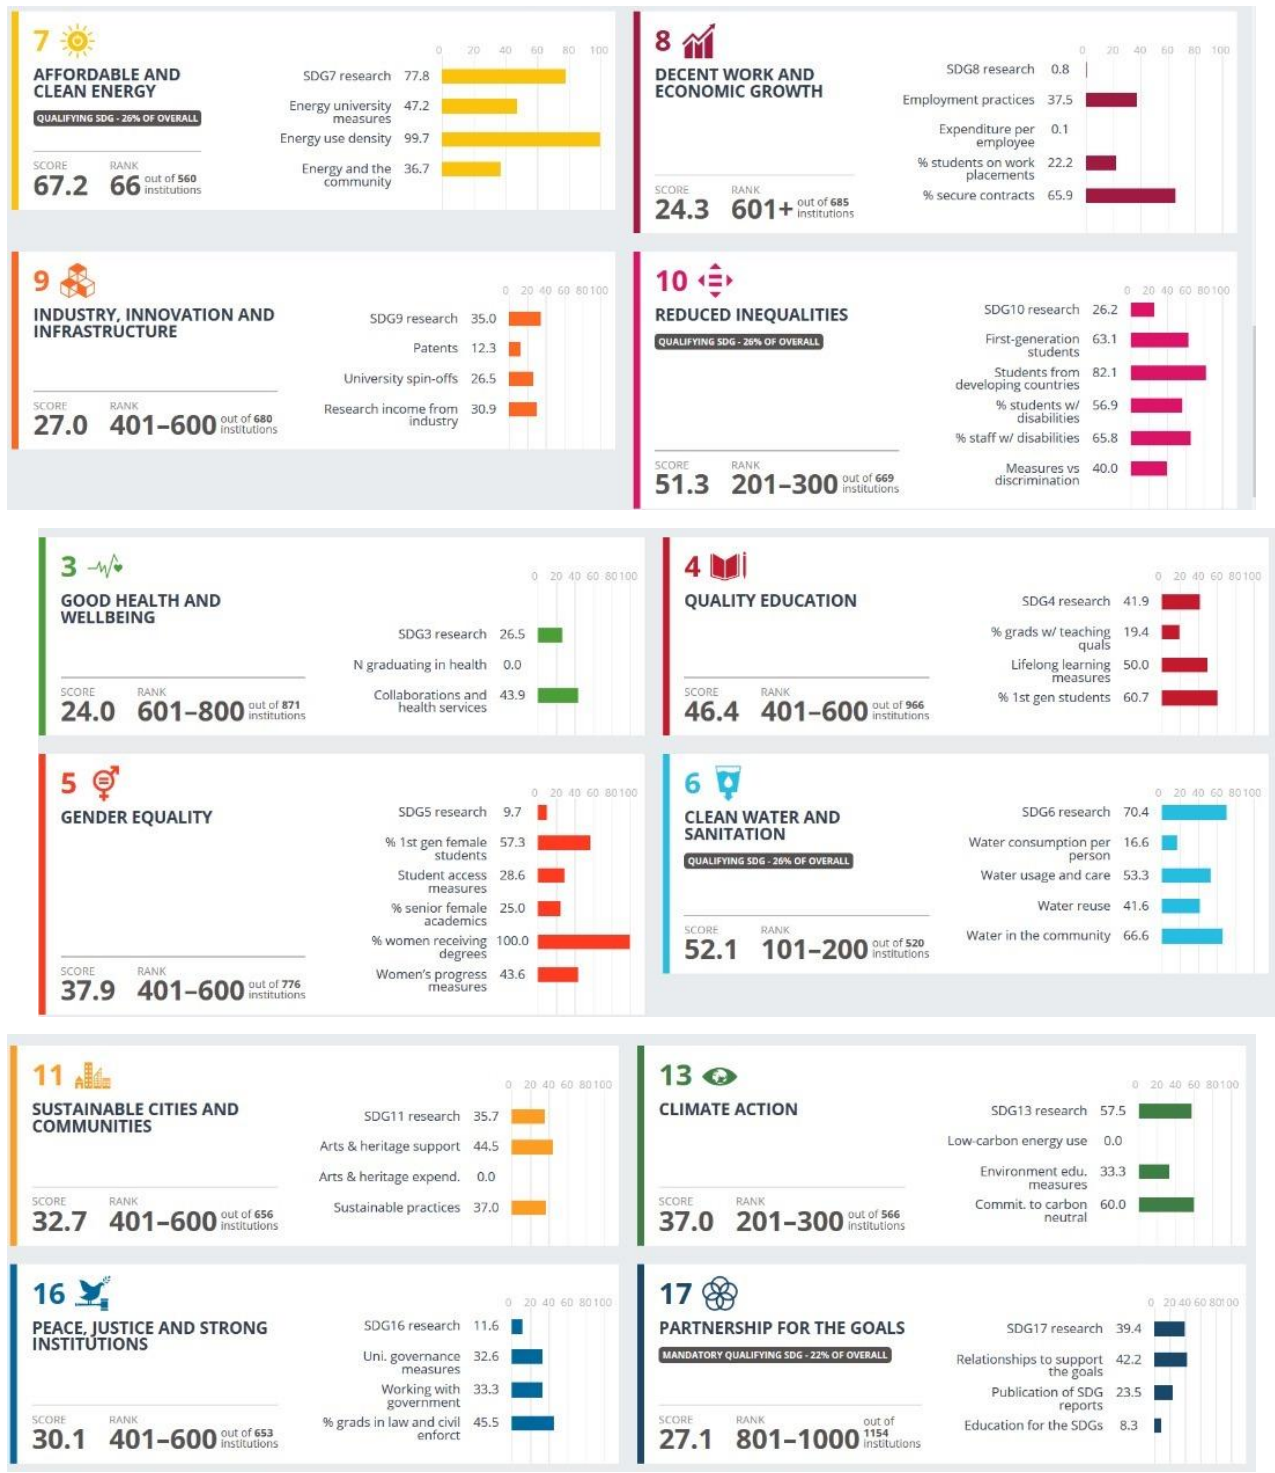 7
AFFORDABLE AND
CLEAN ENERGY
QUALIFYING SDG - 26% OF OVERALL
SCORE
67.2
RANK
66 out of 560
institutions
0 20 40 60 80 100
SDG7 research 77.8
Energy university 47.2
measures
Energy use density 99.7
Energy and the 36.7
community
8
DECENT WORK AND
ECONOMIC GROWTH
SCORE
24.3
RANK
601+ out of 685
institutions
0 20 40 60 80 100
SDG8 research 0.8
Employment practices 37.5
Expenditure per 0.1
employee
% students on work 22.2
placements
% secure contracts 65.9
9
INDUSTRY, INNOVATION AND
INFRASTRUCTURE
SCORE
27.0
RANK
401–600 out of 680
institutions
0 20 40 60 80 100
SDG9 research 35.0
Patents 12.3
University spin-offs 26.5
Research income from 30.9
industry
10
REDUCED INEQUALITIES
QUALIFYING SDG - 26% OF OVERALL
SCORE
51.3
RANK
201–300 out of 669
institutions
0 20 40 60 80 100
SDG10 research 26.2
First-generation 63.1
students
Students from 82.1
developing countries
% students w/ 56.9
disabilities
% staff w/ disabilities 65.8
Measures vs 40.0
discrimination
3
GOOD HEALTH AND
WELLBEING
SCORE
24.0
RANK
601–800 out of 871
institutions
0 20 40 60 80 100
SDG3 research 26.5
N graduating in health 0.0
Collaborations and 43.9
health services
4
QUALITY EDUCATION
SCORE
46.4
RANK
401–600 out of 966
institutions
0 20 40 60 80 100
SDG4 research 41.9
% grads w/ teaching 19.4
quals
Lifelong learning 50.0
measures
% 1st gen students 60.7
5
GENDER EQUALITY
SCORE
37.9
RANK
401–600 out of 776
institutions
0 20 40 60 80 100
SDG5 research 9.7
% 1st gen female 57.3
students
Student access 28.6
measures
% senior female 25.0
academics
% women receiving 100.0
degrees
Women's progress 43.6
measures
6
CLEAN WATER AND
SANITATION
QUALIFYING SDG - 26% OF OVERALL
SCORE
52.1
RANK
101–200 out of 520
institutions
0 20 40 60 80 100
SDG6 research 70.4
Water consumption per 16.6
person
Water usage and care 53.3
Water reuse 41.6
Water in the community 66.6
11
SUSTAINABLE CITIES AND
COMMUNITIES
SCORE
32.7
RANK
401–600 out of 656
institutions
0 20 40 60 80 100
SDG11 research 35.7
Arts & heritage support 44.5
Arts & heritage expend. 0.0
Sustainable practices 37.0
13
CLIMATE ACTION
SCORE
37.0
RANK
201–300 out of 566
institutions
0 20 40 60 80 100
SDG13 research 57.5
Low-carbon energy use 0.0
Environment edu. 33.3
measures
Commit. to carbon 60.0
neutral
16
PEACE, JUSTICE AND STRONG
INSTITUTIONS
SCORE
30.1
RANK
401–600 out of 653
institutions
0 20 40 60 80 100
SDG16 research 11.6
Uni. governance 32.6
measures
Working with 33.3
government
% grads in law and civil 45.5
enforct
17
PARTNERSHIP FOR THE GOALS
MANDATORY QUALIFYING SDG - 22% OF OVERALL
SCORE
27.1
RANK
801–1000 out of
1154
institutions
0 20 40 60 80 100
SDG17 research 39.4
Relationships to support 42.2
the goals
Publication of SDG 23.5
reports
Education for the SDGs 8.3